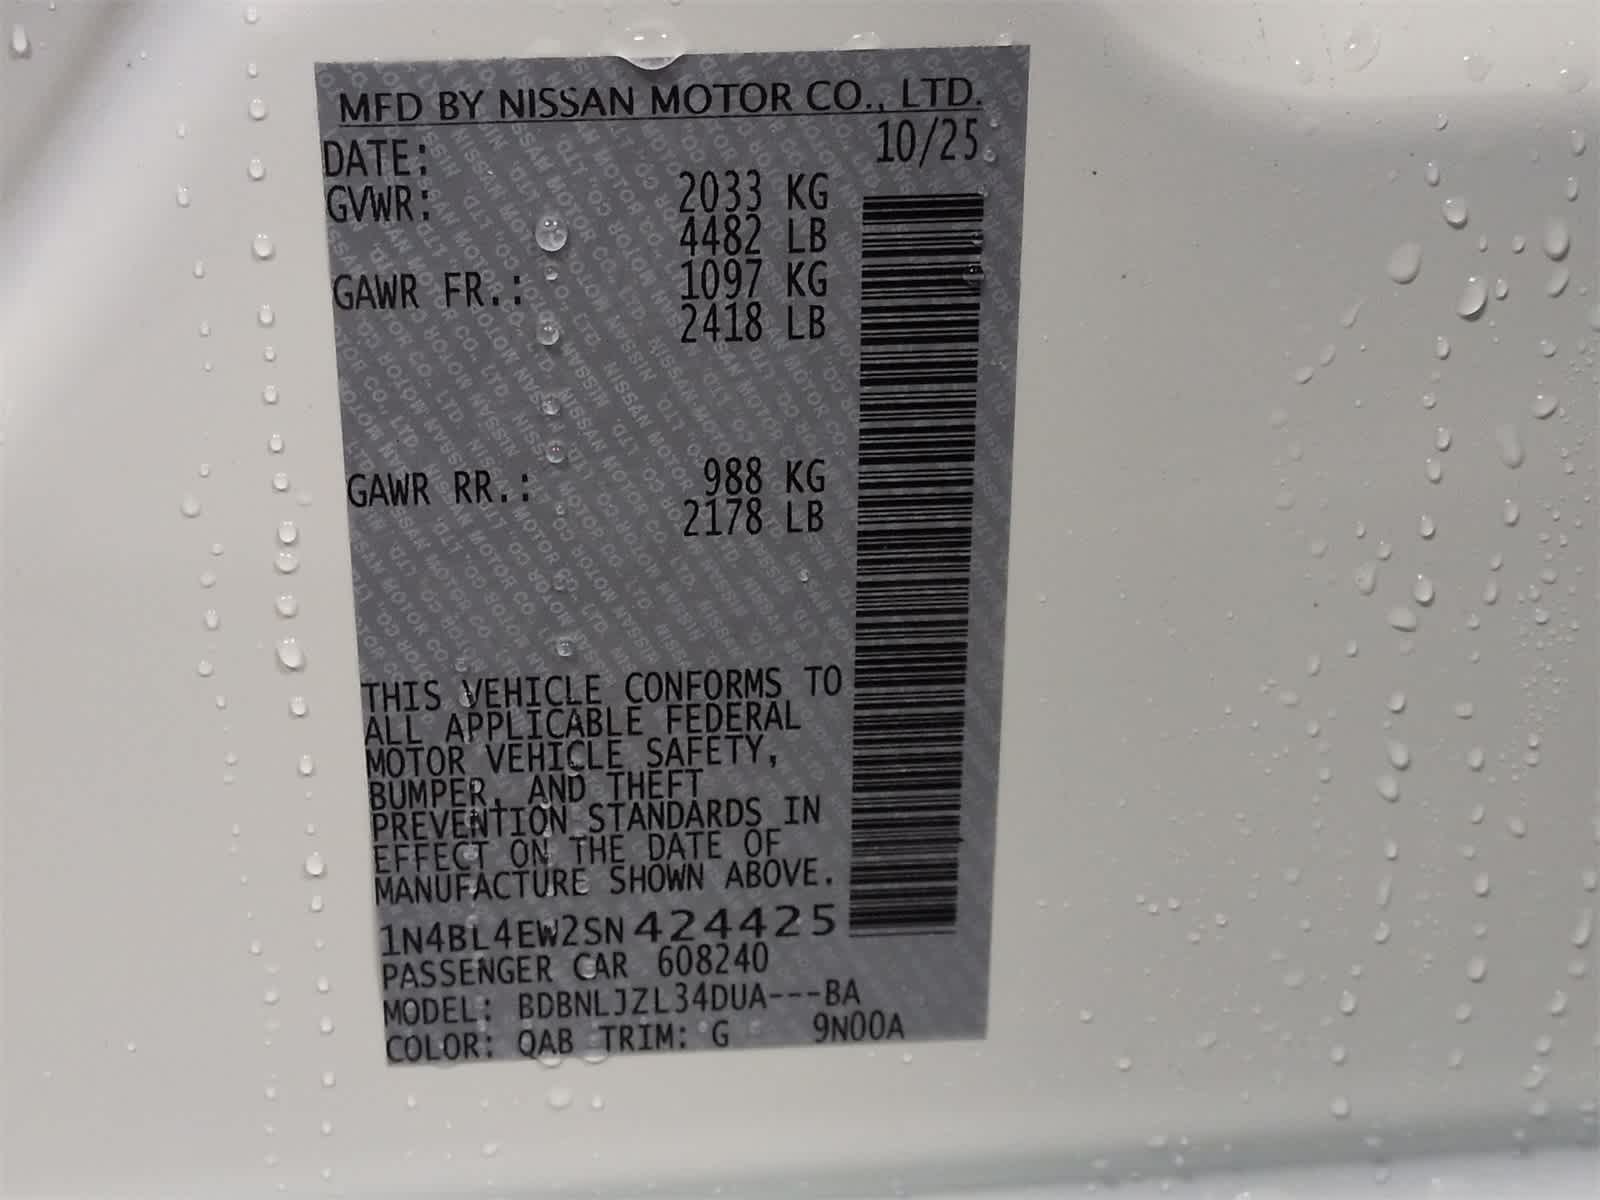 MFD BY NISSAN MOTOR CO., LTD.
DATE: 10/25
GVWR: 2033 KG
4482 LB
GAWR FR.: 1097 KG
2418 LB
GAWR RR.: 988 KG
2178 LB
THIS VEHICLE CONFORMS TO
ALL APPLICABLE FEDERAL
MOTOR VEHICLE SAFETY,
BUMPER, AND THEFT
PREVENTION STANDARDS IN
EFFECT ON THE DATE OF
MANUFACTURE SHOWN ABOVE.
1N4BL4EW2SN424425
PASSENGER CAR 608240
MODEL: BDBNLJZL34DUA---BA
COLOR: QAB TRIM: G 9N00A